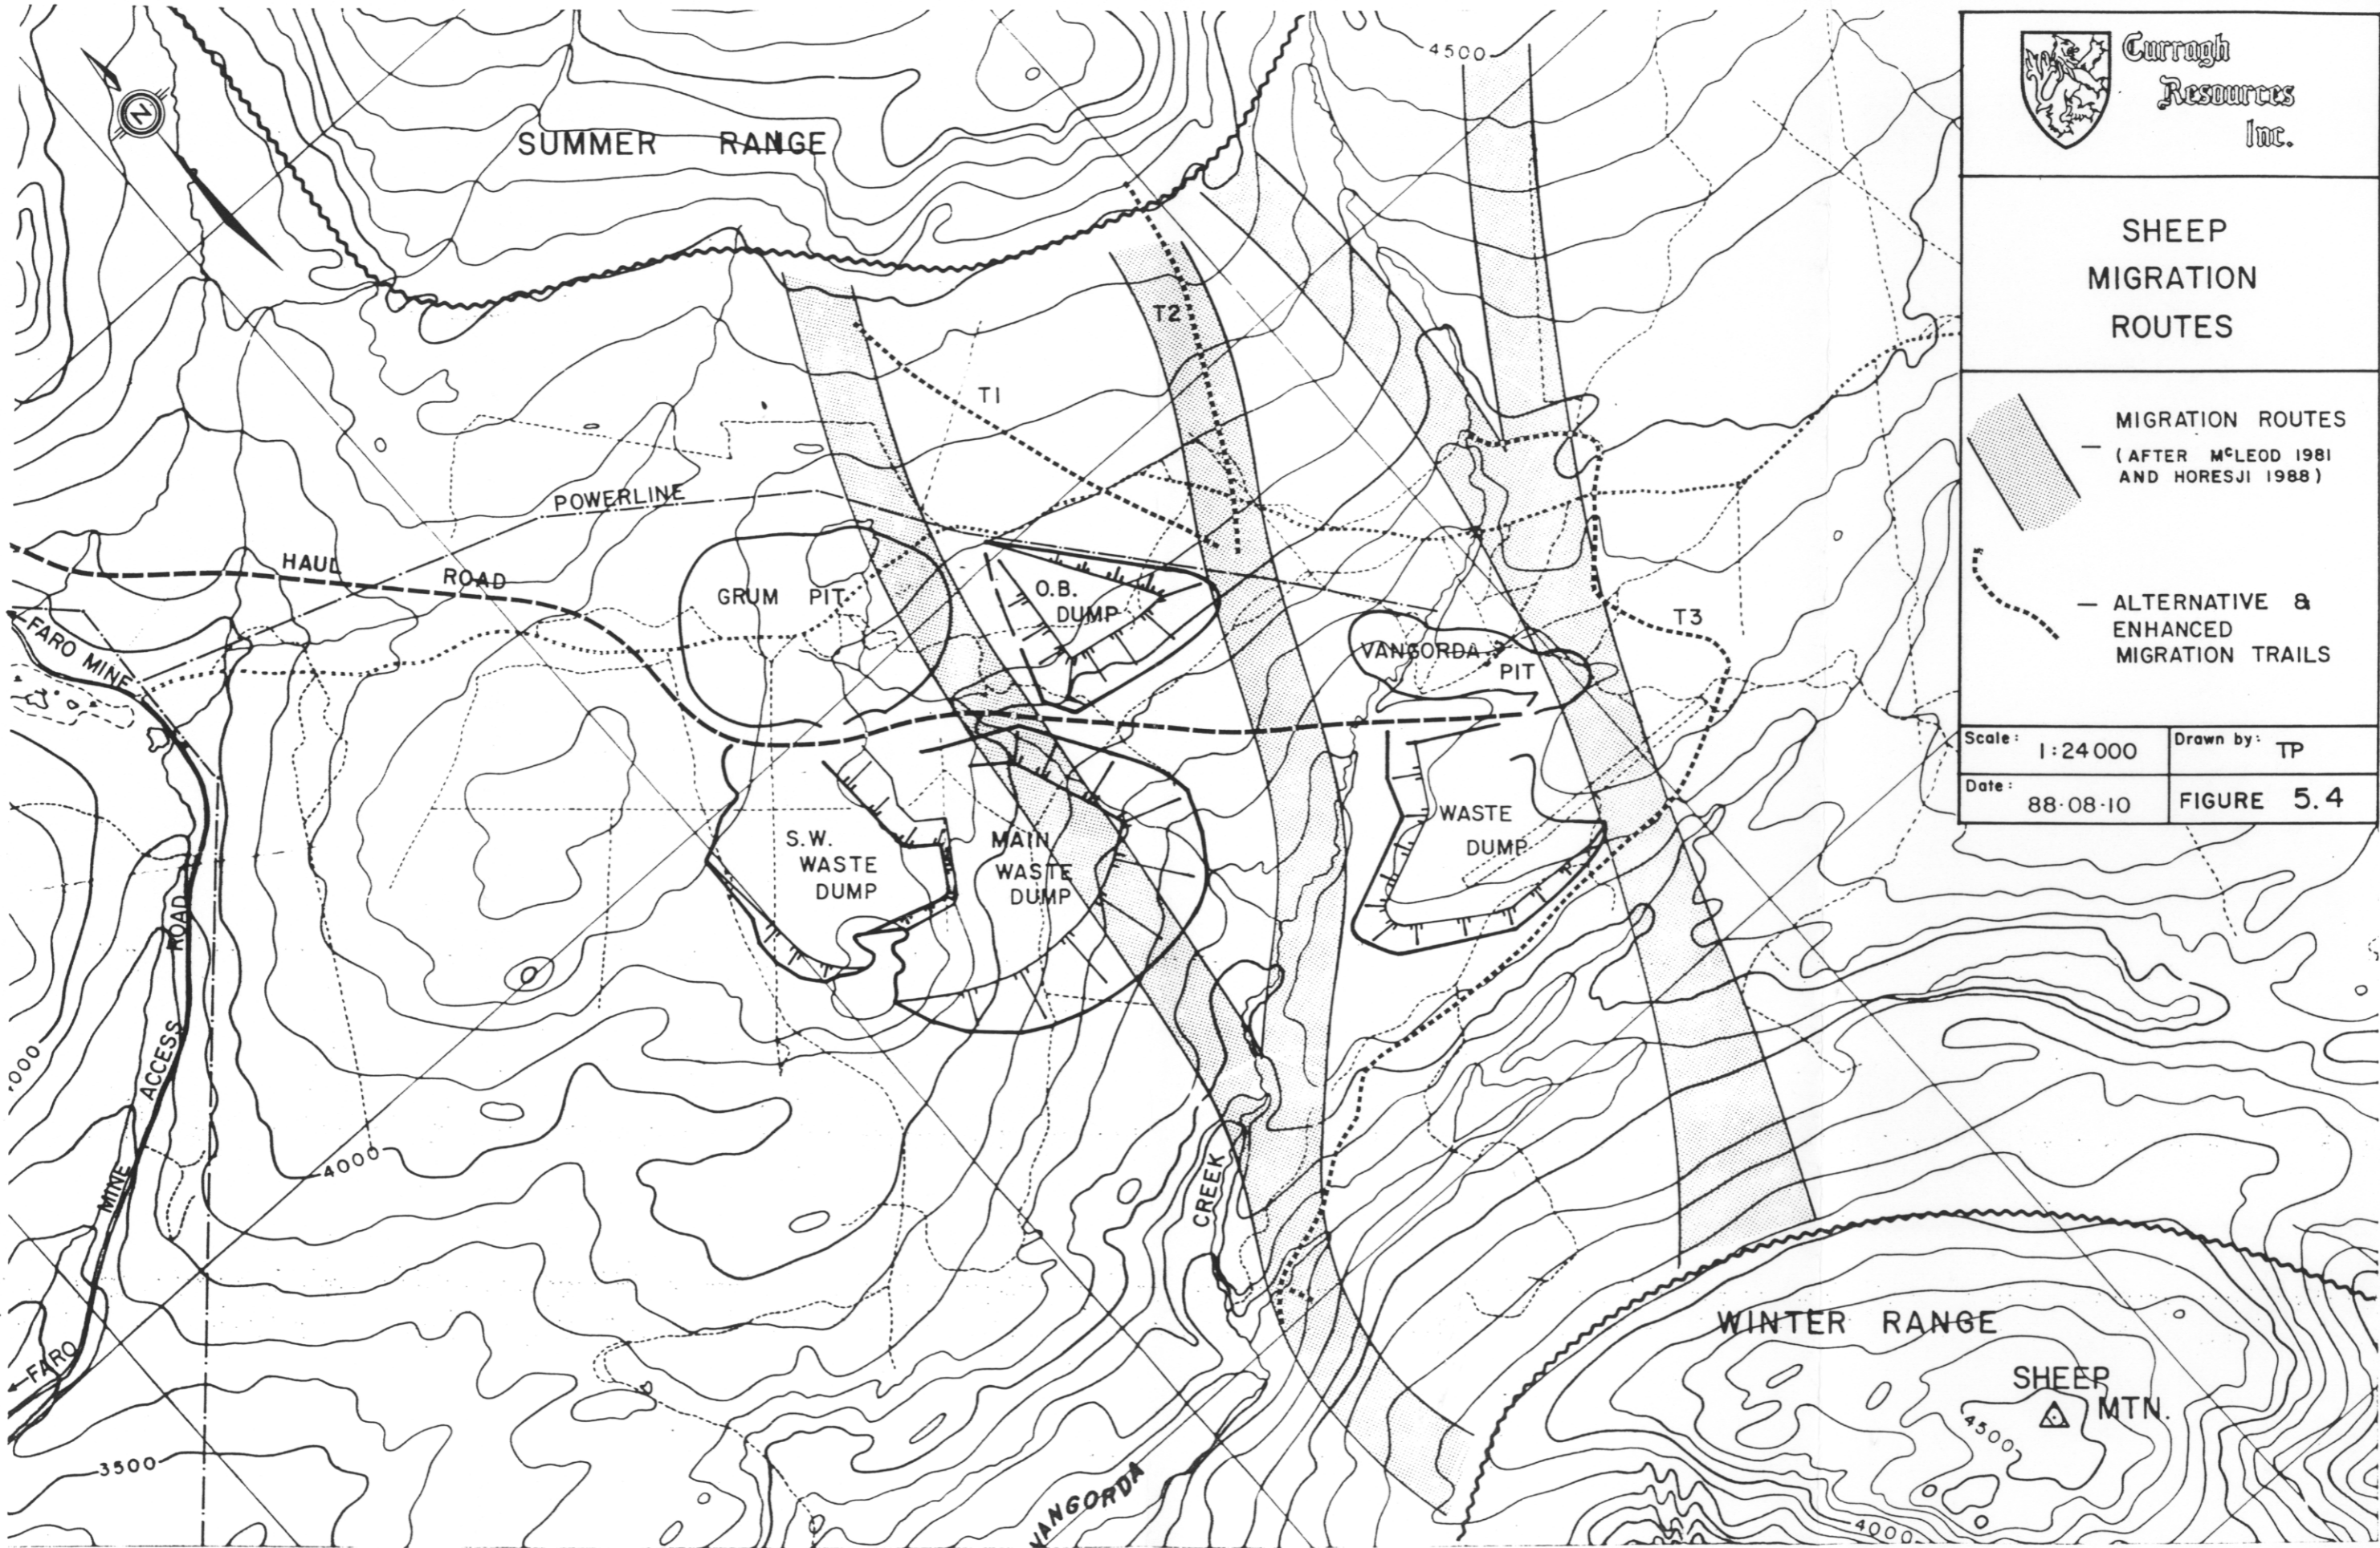 4500
SUMMER RANGE
N
T2
T1
POWERLINE
HAUL ROAD
GRUM PIT
O.B.
DUMP
FARO MINE
T3
VANGORDA
PIT
S.W.
WASTE
DUMP
MAIN
WASTE
DUMP
WASTE
DUMP
MINE ACCESS ROAD
4000
CREEK
FARO
3500
VANGORDA
WINTER RANGE
SHEEP
MTN.
4500
4000
Curragh
Resources
Inc.
SHEEP
MIGRATION
ROUTES
— MIGRATION ROUTES
(AFTER McLEOD 1981
AND HORESJI 1988)
— ALTERNATIVE &
ENHANCED
MIGRATION TRAILS
Scale: 1:24000
Drawn by: TP
Date: 88·08·10
FIGURE 5.4